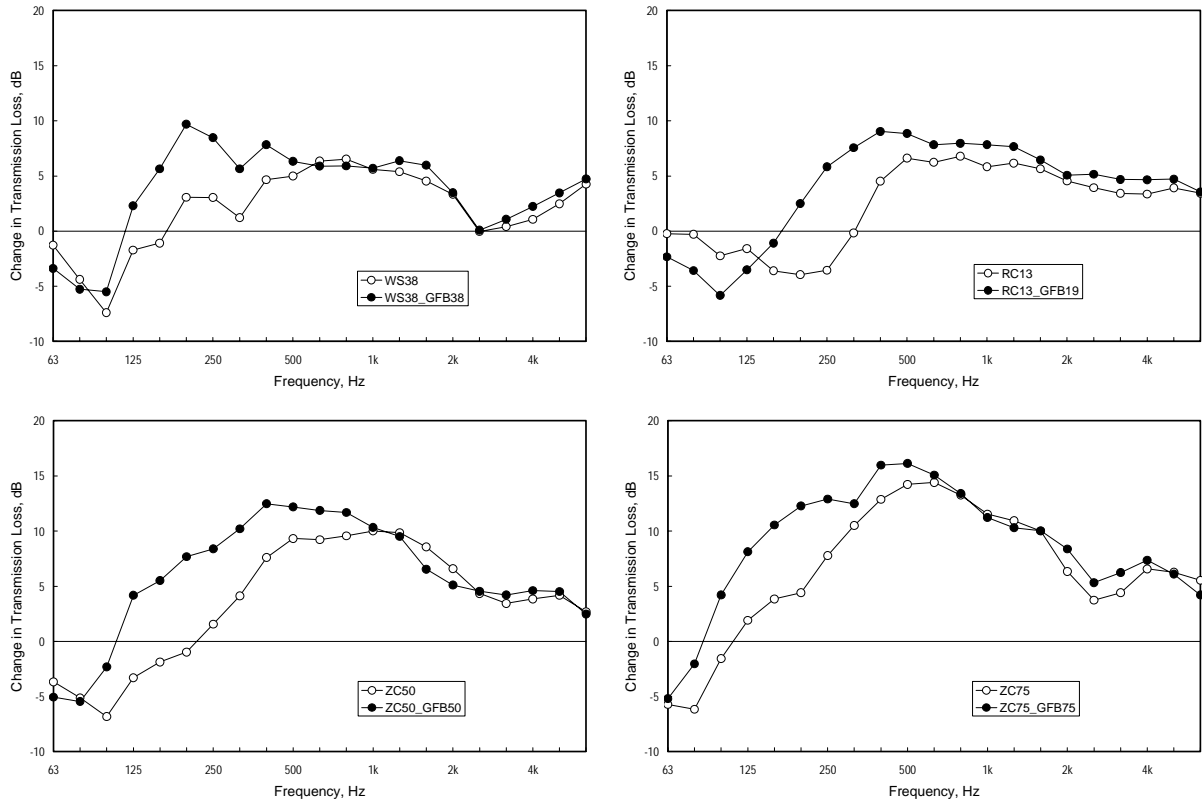 20
15
10
5
0
-5
-10
Change in Transmission Loss, dB
WS38
WS38_GFB38
63 125 250 500 1k 2k 4k
Frequency, Hz
20
15
10
5
0
-5
-10
Change in Transmission Loss, dB
RC13
RC13_GFB19
63 125 250 500 1k 2k 4k
Frequency, Hz
20
15
10
5
0
-5
-10
Change in Transmission Loss, dB
ZC50
ZC50_GFB50
63 125 250 500 1k 2k 4k
Frequency, Hz
20
15
10
5
0
-5
-10
Change in Transmission Loss, dB
ZC75
ZC75_GFB75
63 125 250 500 1k 2k 4k
Frequency, Hz